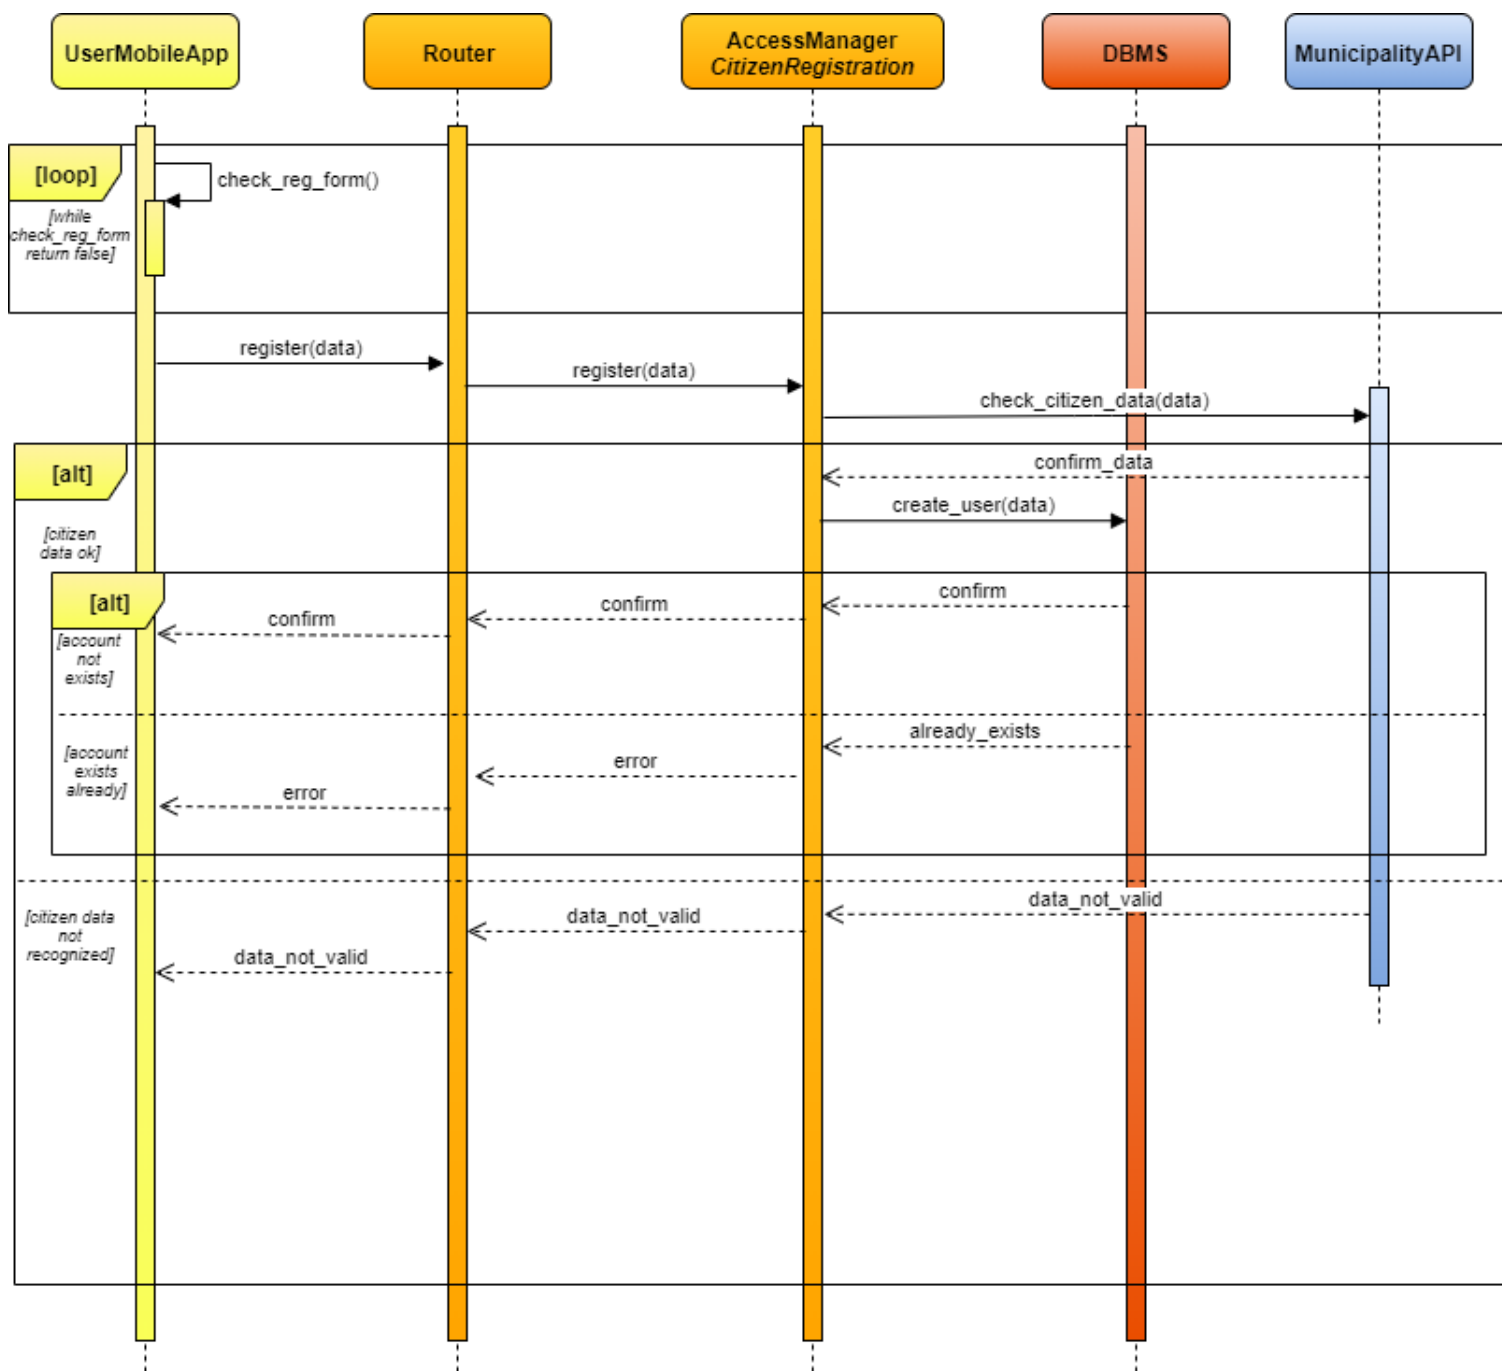 UserMobileApp
Router
AccessManager
CitizenRegistration
DBMS
MunicipalityAPI
[loop]
check_reg_form()
[while
check_reg_form
return false]
register(data)
register(data)
check_citizen_data(data)
[alt]
confirm_data
create_user(data)
[citizen
data ok]
[alt]
confirm
confirm
confirm
[account
not
exists]
already_exists
[account
exists
already]
error
error
data_not_valid
[citizen data
not
recognized]
data_not_valid
data_not_valid